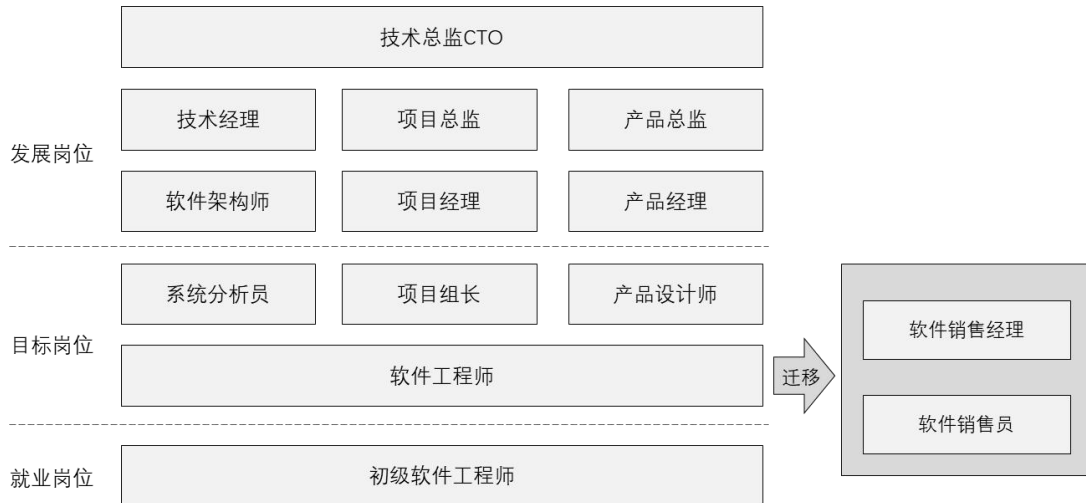 技术总监CTO
技术经理
项目总监
产品总监
发展岗位
软件架构师
项目经理
产品经理
系统分析员
项目组长
产品设计师
目标岗位
软件工程师
迁移
软件销售经理
软件销售员
就业岗位
初级软件工程师